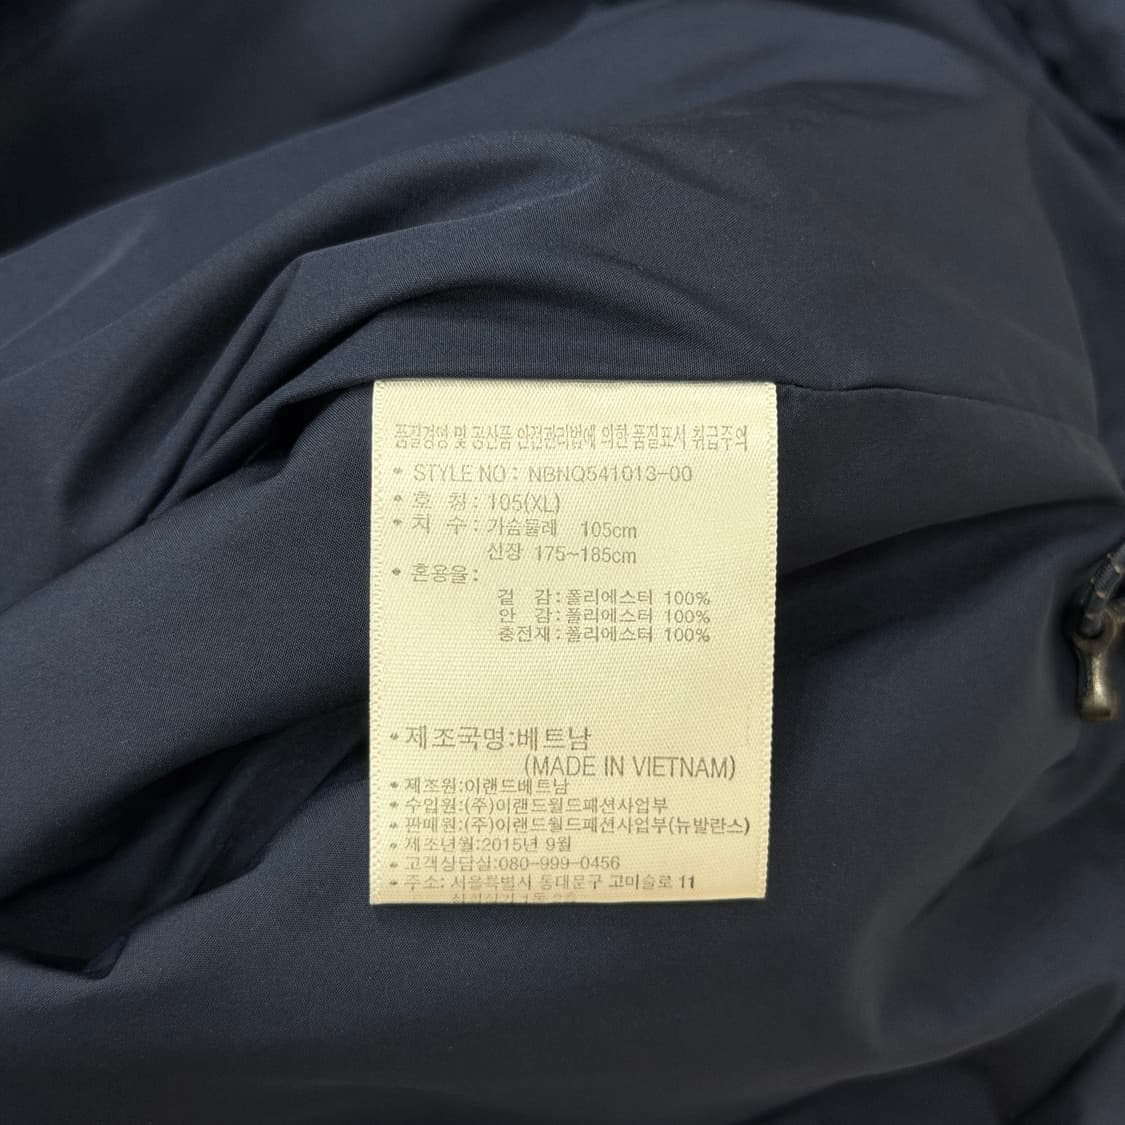 품질경영 및 공산품 안전관리법에 의한 품질표시 취급주의
• STYLE NO : NBNQ541013-00
• 호 칭 : 105(XL)
• 치 수 : 가슴둘레 105cm
신장 175~185cm
• 혼용율 :
겉 감 : 폴리에스터 100%
안 감 : 폴리에스터 100%
충전재 : 폴리에스터 100%
• 제조국명:베트남
(MADE IN VIETNAM)
• 제조원:이랜드베트남
• 수입원:(주)이랜드월드패션사업부
• 판매원:(주)이랜드월드패션사업부(뉴발란스)
• 제조년월:2015년 9월
• 고객상담실:080-999-0456
• 주소: 서울특별시 동대문구 고미술로 11